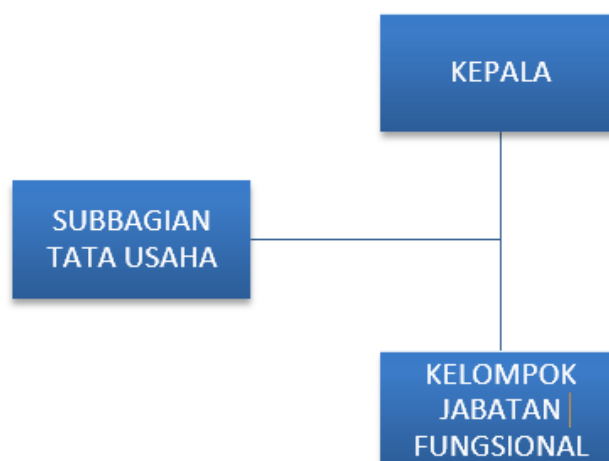 KEPALA
SUBBAGIAN
TATA USAHA
KELOMPOK
JABATAN
FUNGSIONAL